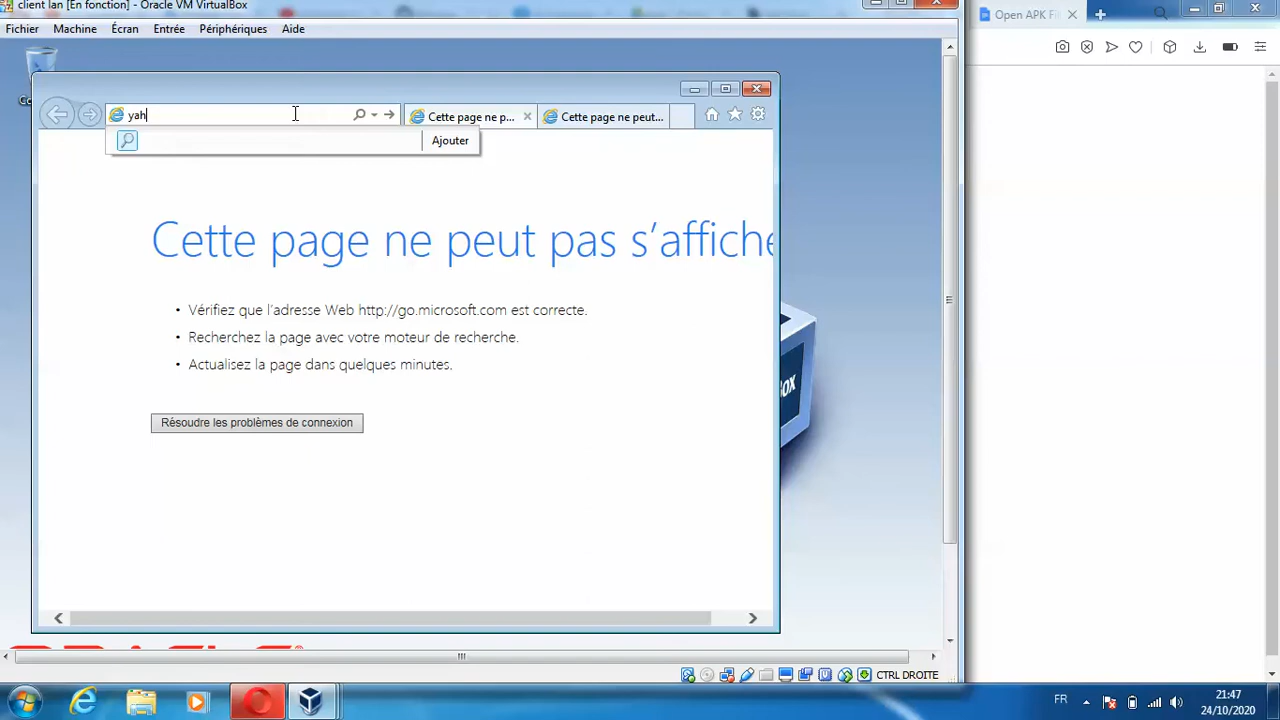 client lan [En fonction] - Oracle VM VirtualBox
Open APK Fi
Fichier Machine Écran Entrée Périphériques Aide
yah
Cette page ne p...
Cette page ne peut...
Ajouter
Cette page ne peut pas s’affiche
• Vérifiez que l’adresse Web http://go.microsoft.com est correcte.
• Recherchez la page avec votre moteur de recherche.
• Actualisez la page dans quelques minutes.
Résoudre les problèmes de connexion
BOX
CTRL DROITE
FR
21:47
24/10/2020